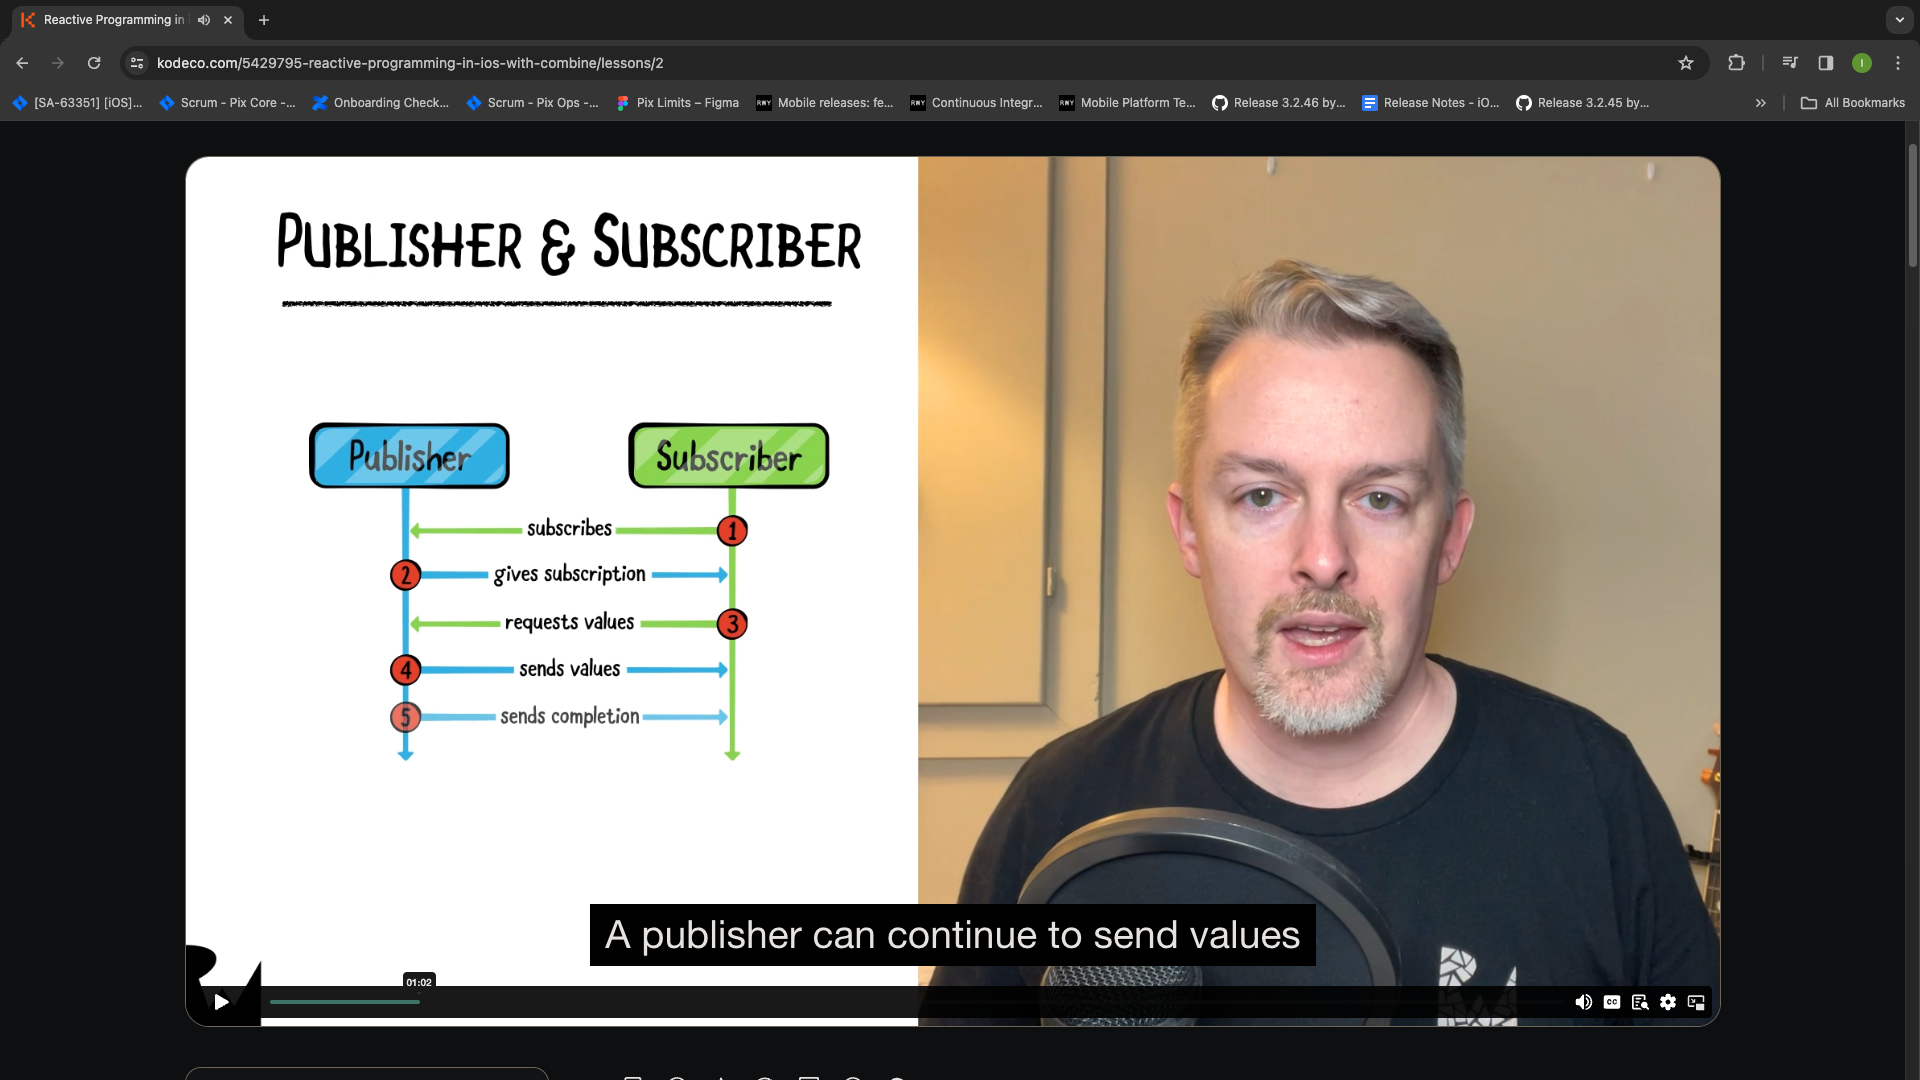 Reactive Programming in i
kodeco.com/5429795-reactive-programming-in-ios-with-combine/lessons/2
[SA-63351] [iOS]...
Scrum - Pix Core -...
Onboarding Check...
Scrum - Pix Ops -...
Pix Limits – Figma
RWY
Mobile releases: fe...
RWY
Continuous Integr...
RWY
Mobile Platform Te...
Release 3.2.46 by...
Release Notes - iO...
Release 3.2.45 by...
All Bookmarks
PUBLISHER & SUBSCRIBER
Publisher
Subscriber
subscribes
1
2
gives subscription
requests values
3
4
sends values
5
sends completion
A publisher can continue to send values
01:02
CC